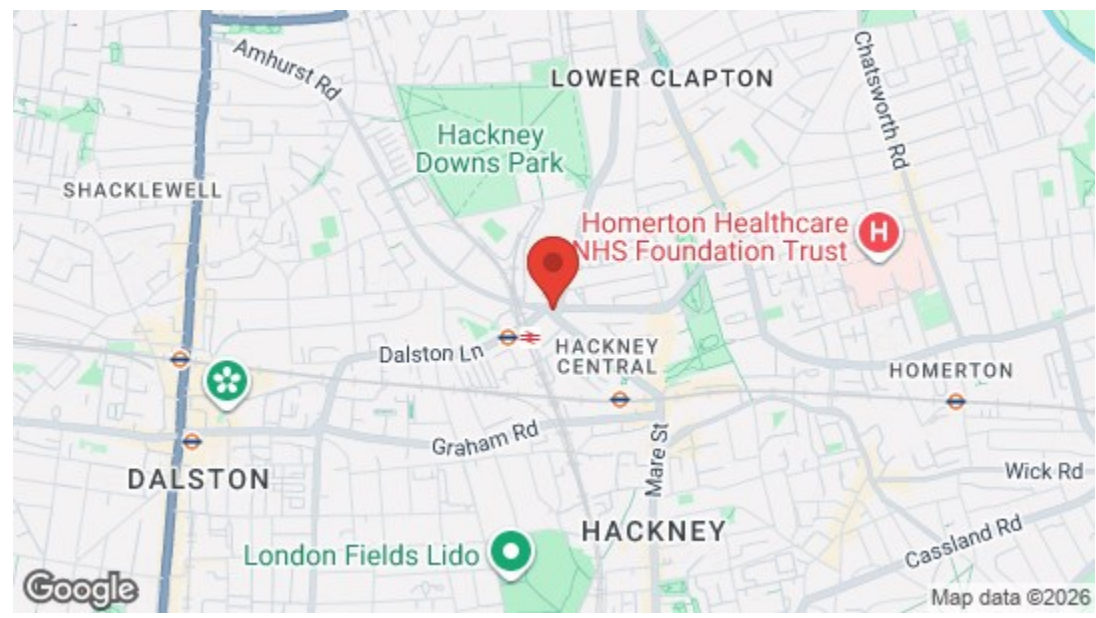 Amhurst Rd
LOWER CLAPTON
Chatsworth Rd
Hackney
Downs Park
SHACKLEWELL
Homerton Healthcare
NHS Foundation Trust
H
Dalston Ln
HACKNEY
CENTRAL
HOMERTON
Graham Rd
Mare St
DALSTON
Wick Rd
HACKNEY
Cassland Rd
London Fields Lido
Google
Map data ©2026